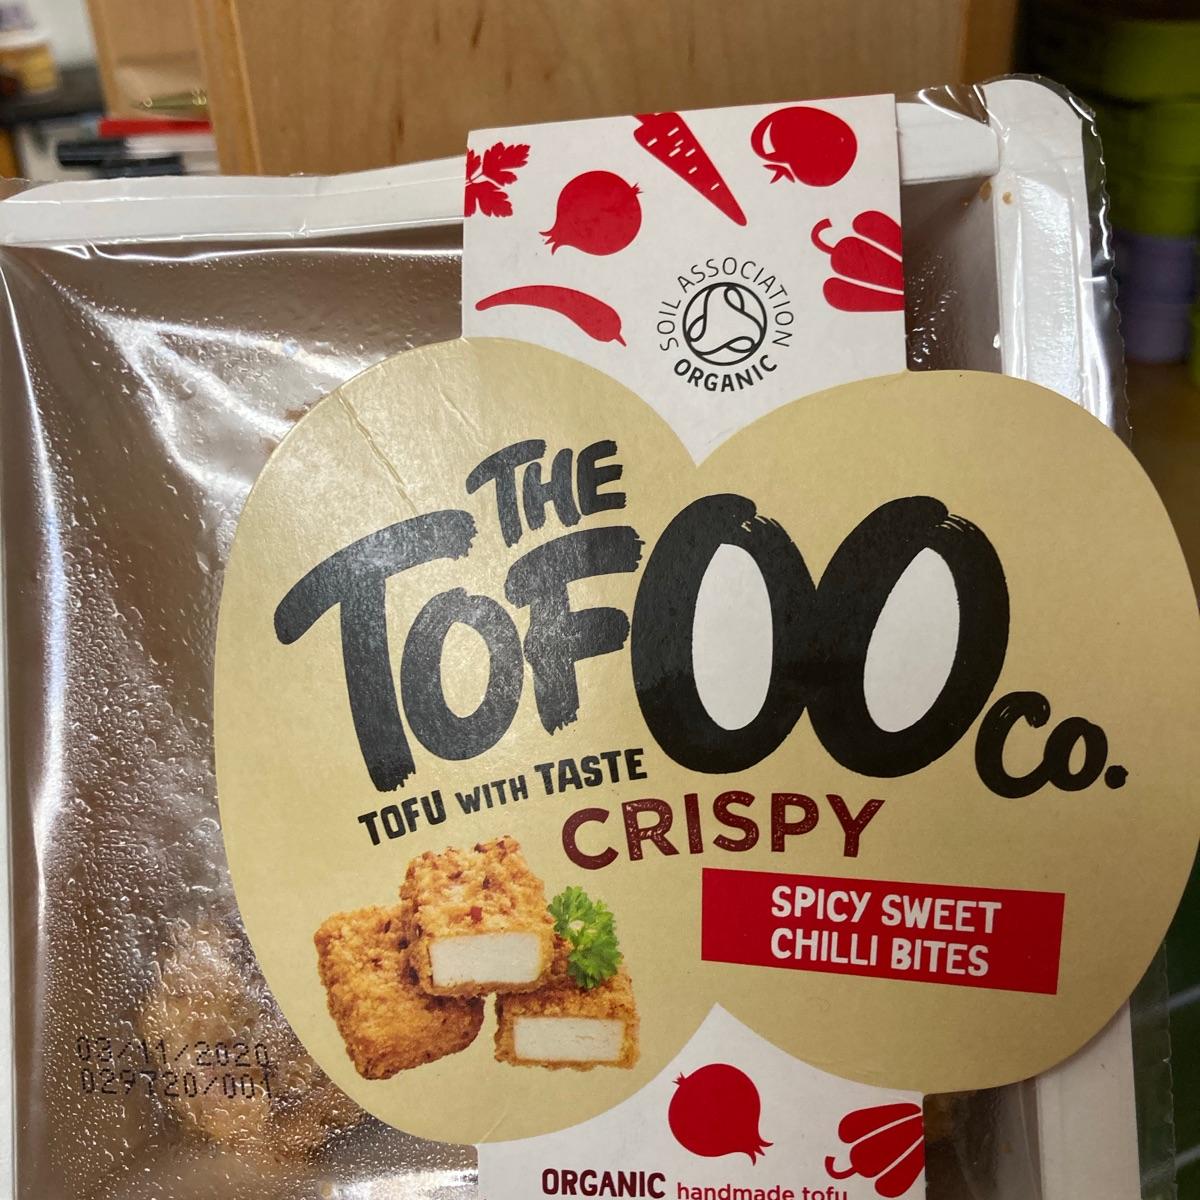 SOIL ASSOCIATION
ORGANIC
THE
TOFOO Co.
TOFU WITH TASTE
CRISPY
SPICY SWEET
CHILLI BITES
03/11/2020
029720/001
ORGANIC handmade tofu